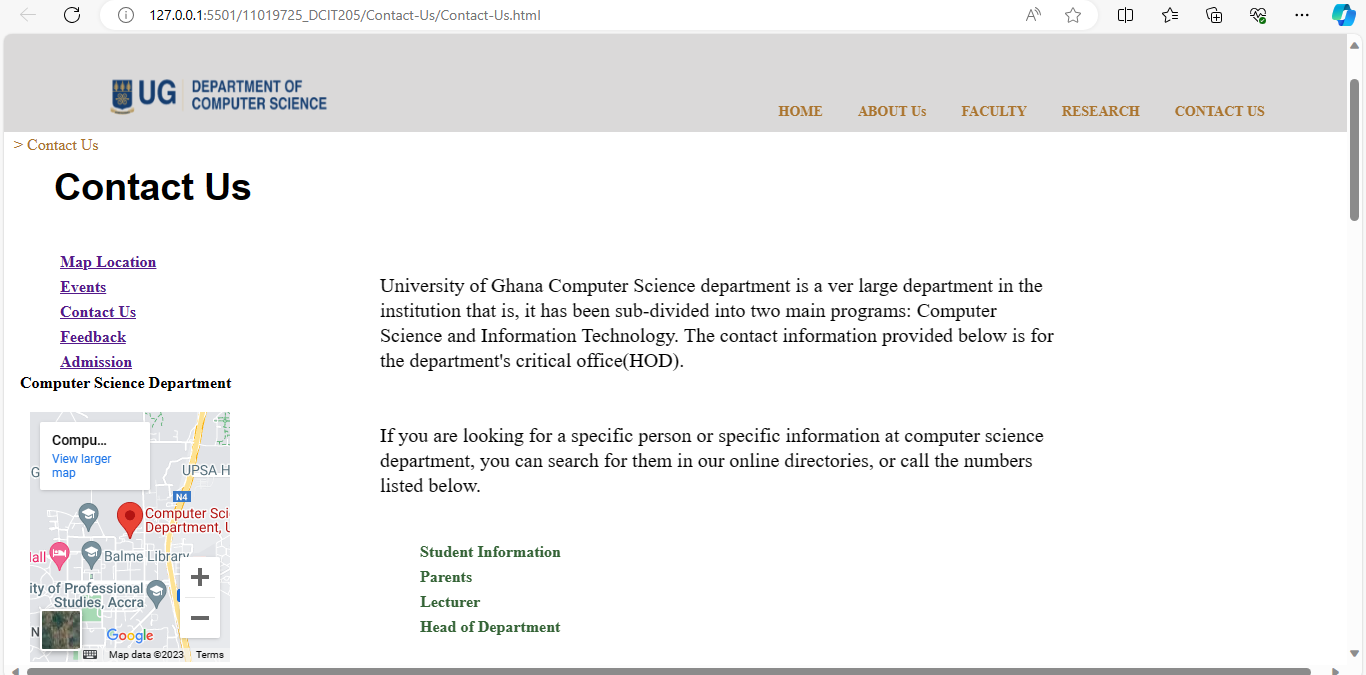 127.0.0.1:5501/11019725_DCIT205/Contact-Us/Contact-Us.html
UG DEPARTMENT OF
COMPUTER SCIENCE
HOME ABOUT Us FACULTY RESEARCH CONTACT US
> Contact Us
Contact Us
Map Location
Events
Contact Us
Feedback
Admission
Computer Science Department
Compu...
View larger
map
UPSA H
G
N4
Computer Sci
Department, U
all
Balme Library
ity of Professional
Studies, Accra
N
Google
Map data ©2023 Terms
University of Ghana Computer Science department is a ver large department in the
institution that is, it has been sub-divided into two main programs: Computer
Science and Information Technology. The contact information provided below is for
the department's critical office(HOD).
If you are looking for a specific person or specific information at computer science
department, you can search for them in our online directories, or call the numbers
listed below.
Student Information
Parents
Lecturer
Head of Department